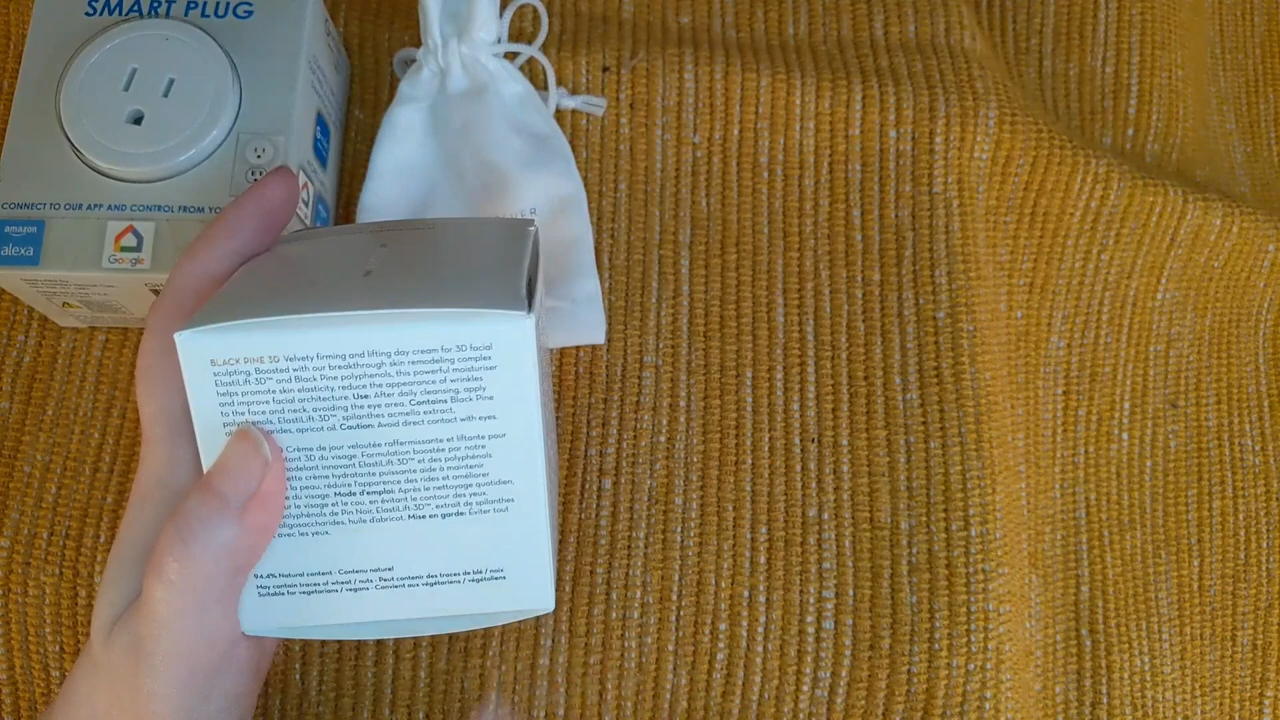 SMART PLUG
CONNECT TO OUR APP AND CONTROL FROM
amazon
alexa
Google
BLACK PINE 3D Velvety firming and lifting day cream for 3D facial
sculpting. Boosted with our breakthrough skin remodeling complex
ElastiLift-3D™ and Black Pine polyphenols, this powerful moisturiser
helps promote skin elasticity, reduce the appearance of wrinkles
and improve facial architecture. Use: After daily cleansing, apply
to the face and neck, avoiding the eye area. Contains Black Pine
polyphenols, ElastiLift-3D™, spilanthes acmella extract,
apricot oil. Caution: Avoid direct contact with eyes.
Crème de jour veloutée raffermissante et liftante pour
3D du visage. Formulation boostée par notre
innovant ElastiLift-3D™ et des polyphénols
crème hydratante puissante aide à maintenir
la peau, réduire l'apparence des rides et améliorer
du visage. Mode d'emploi: Après le nettoyage quotidien,
le visage et le cou, en évitant le contour des yeux.
de Pin Noir, ElastiLift-3D™, extrait de spilanthes
oligosaccharides, huile d'abricot. Mise en garde: Éviter tout
avec les yeux.
94.4% Natural content - Contenu naturel
May contain traces of wheat / nuts - Peut contenir des traces de blé / noix
Suitable for vegetarians / vegans - Convient aux végétariens / végétaliens